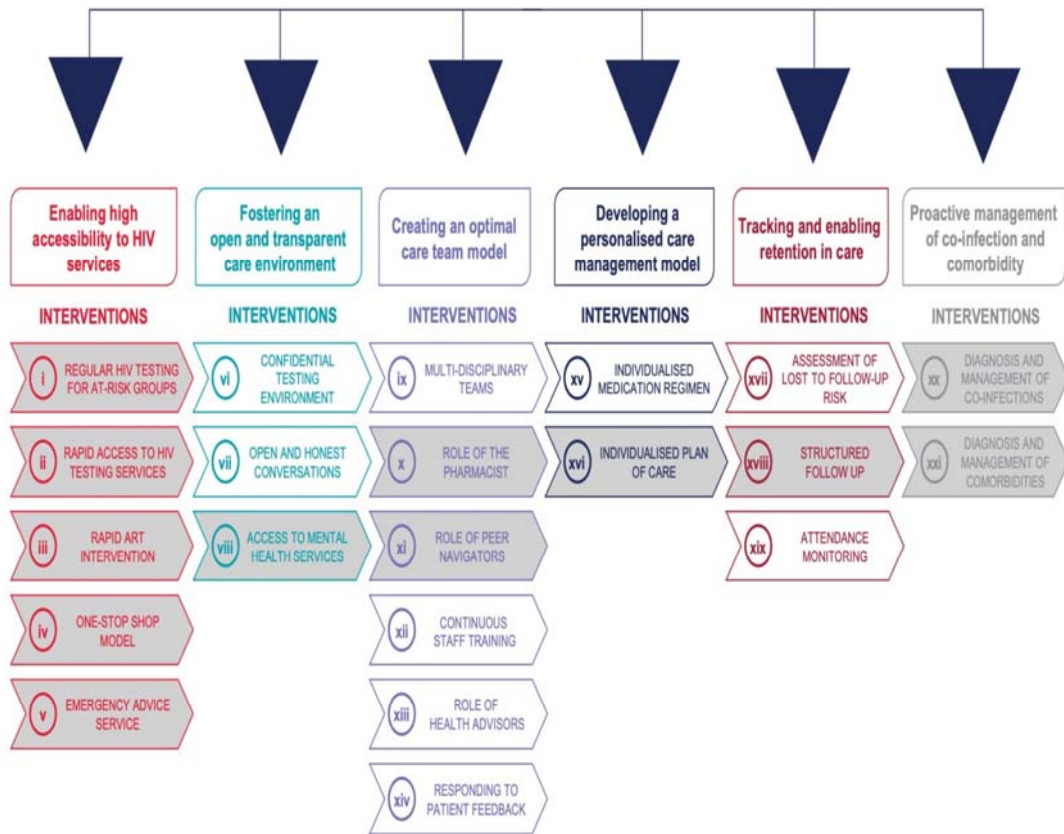 Enabling high
accessibility to HIV
services
INTERVENTIONS
i
REGULAR HIV TESTING
FOR AT-RISK GROUPS
ii
RAPID ACCESS TO HIV
TESTING SERVICES
iii
RAPID ART
INTERVENTION
iv
ONE-STOP SHOP
MODEL
v
EMERGENCY ADVICE
SERVICE
Fostering an
open and transparent
care environment
INTERVENTIONS
vi
CONFIDENTIAL
TESTING
ENVIRONMENT
vii
OPEN AND HONEST
CONVERSATIONS
viii
ACCESS TO MENTAL
HEALTH SERVICES
Creating an optimal
care team model
INTERVENTIONS
ix
MULTI-DISCIPLINARY
TEAMS
x
ROLE OF THE
PHARMACIST
xi
ROLE OF PEER
NAVIGATORS
xii
CONTINUOUS
STAFF TRAINING
xiii
ROLE OF
HEALTH ADVISORS
xiv
RESPONDING TO
PATIENT FEEDBACK
Developing a
personalised care
management model
INTERVENTIONS
xv
INDIVIDUALISED
MEDICATION REGIMEN
xvi
INDIVIDUALISED PLAN
OF CARE
Tracking and enabling
retention in care
INTERVENTIONS
xvii
ASSESSMENT OF
LOST TO FOLLOW-UP
RISK
xviii
STRUCTURED
FOLLOW UP
xix
ATTENDANCE
MONITORING
Proactive management
of co-infection and
comorbidity
INTERVENTIONS
xx
DIAGNOSIS AND
MANAGEMENT OF
CO-INFECTIONS
xxi
DIAGNOSIS AND
MANAGEMENT OF
COMORBIDITIES